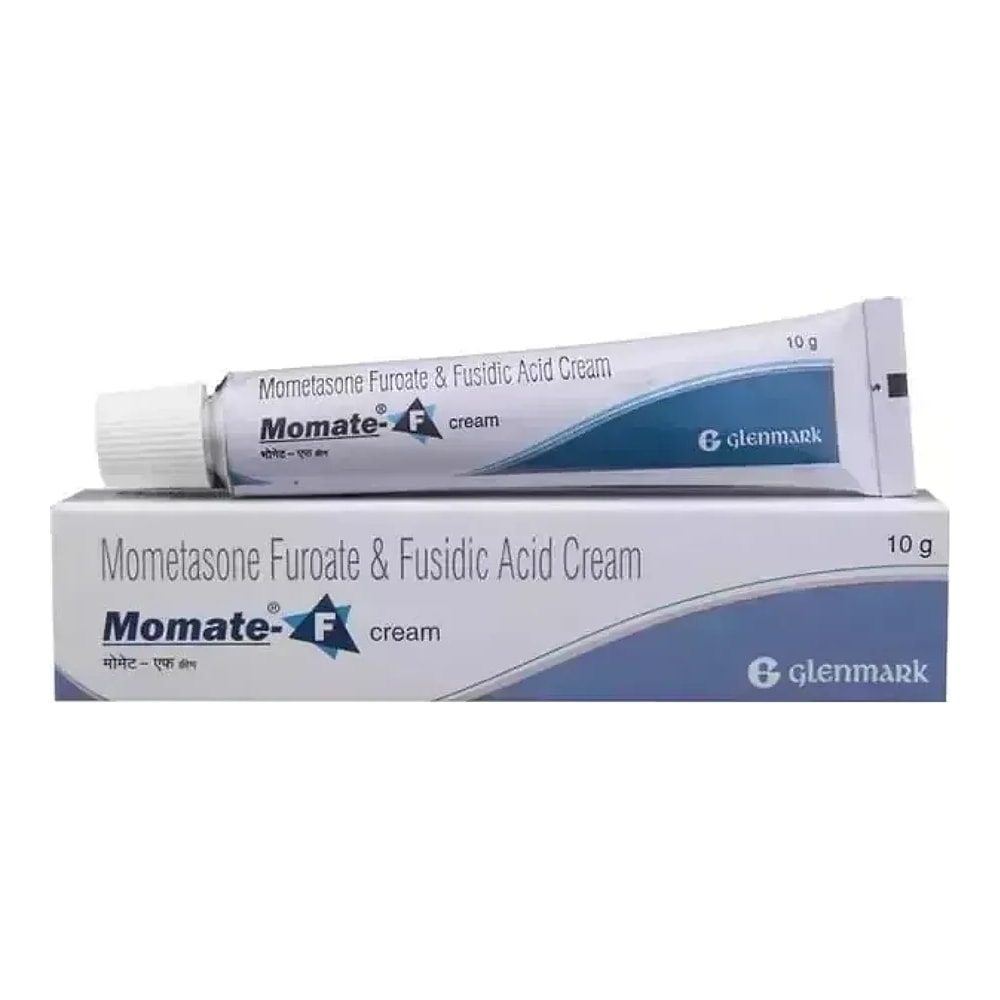 Mometasone Furoate & Fusidic Acid Cream
10 g
Momate®-F cream
मोमेट - एफ क्रीम
GLENMARK
Mometasone Furoate & Fusidic Acid Cream
10 g
Momate®-F cream
मोमेट - एफ क्रीम
GLENMARK